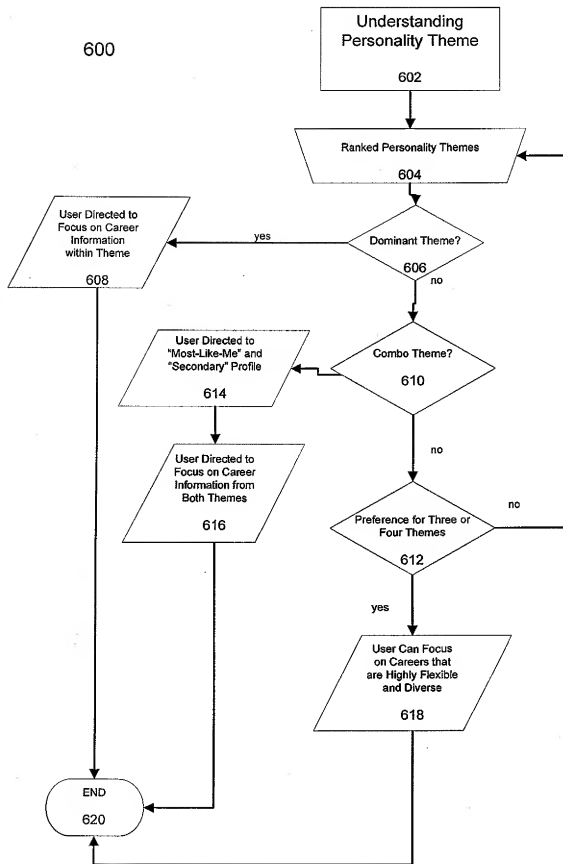 600
Understanding
Personality Theme
602
Ranked Personality Themes
604
User Directed to
Focus on Career
Information
within Theme
608
yes
Dominant Theme?
606
no
User Directed to
"Most-Like-Me" and
"Secondary" Profile
614
Combo Theme?
610
no
User Directed to
Focus on Career
Information from
Both Themes
616
Preference for Three or
Four Themes
612
no
yes
User Can Focus
on Careers that
are Highly Flexible
and Diverse
618
END
620